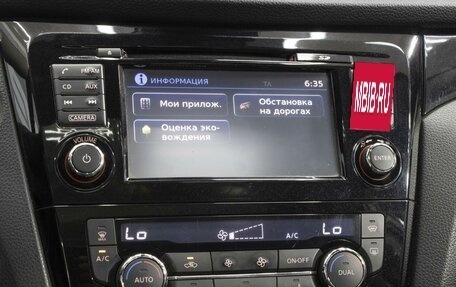 FM·AM
CD AUX
CAMERA
VOLUME
ИНФОРМАЦИЯ
TA
6:35
Мои прилож.
Обстановка
на дорогах
Оценка эко-
вождения
MBIB.RU
ENTER
Lo
A/C
Lo
A/C
ON·OFF
AUTO
DUAL